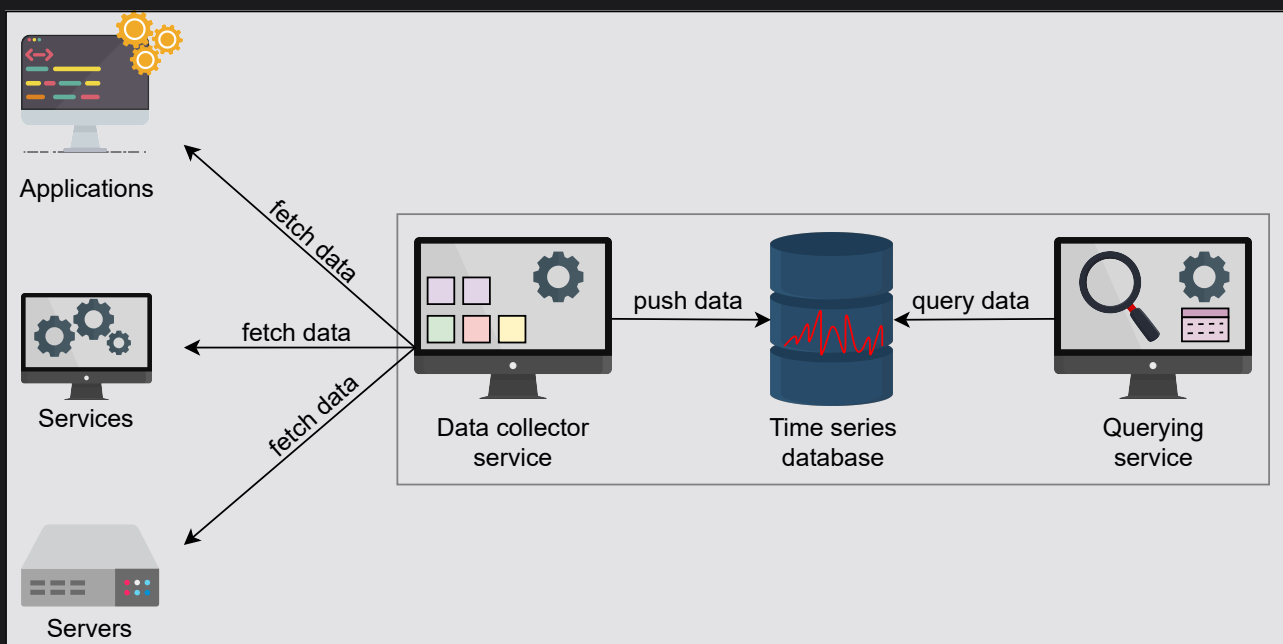 Applications
fetch data
push data
query data
fetch data
Services
fetch data
Data collector
service
Time series
database
Querying
service
Servers